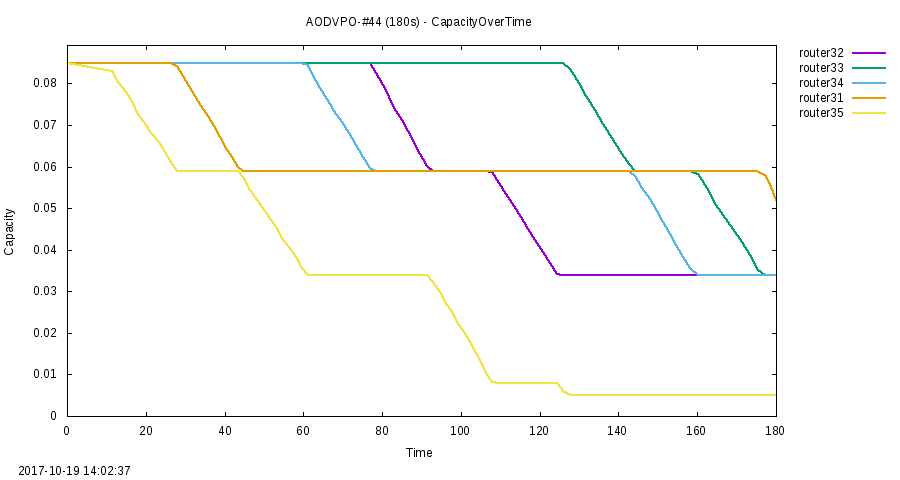 AODVPO-#44 (180s) - CapacityOverTime
router32
router33
router34
router31
router35
0.08
0.07
0.06
0.05
0.04
0.03
0.02
0.01
0
Capacity
0 20 40 60 80 100 120 140 160 180
Time
2017-10-19 14:02:37